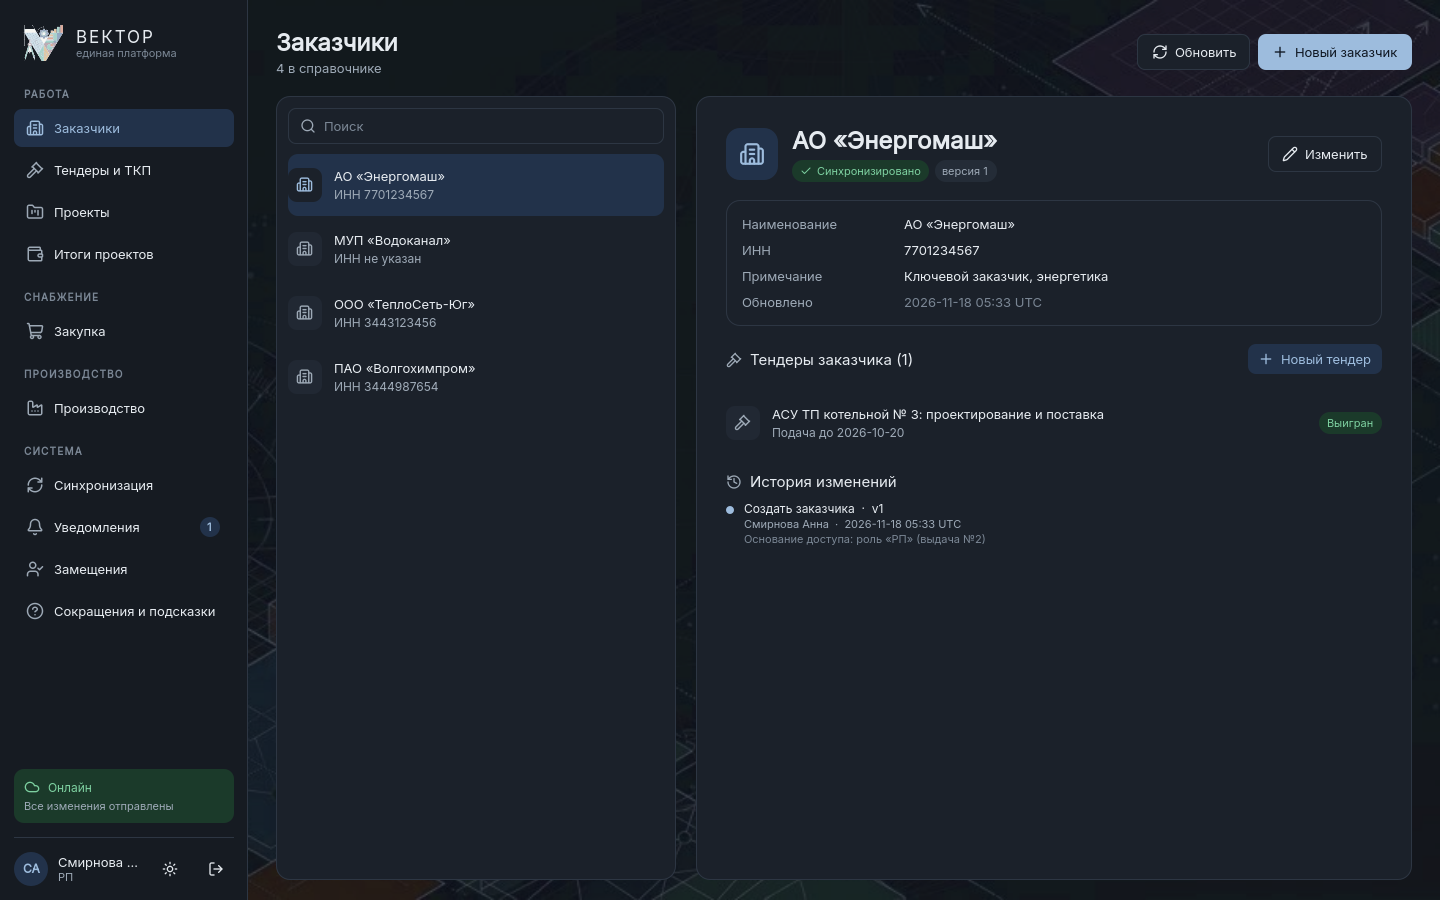 ВЕКТОР
единая платформа
РАБОТА
Заказчики
Тендеры и ТКП
Проекты
Итоги проектов
СНАБЖЕНИЕ
Закупка
ПРОИЗВОДСТВО
Производство
СИСТЕМА
Синхронизация
Уведомления 1
Замещения
Сокращения и подсказки
Онлайн
Все изменения отправлены
СА
Смирнова ...
РП
Заказчики
4 в справочнике
Обновить
Новый заказчик
Поиск
АО «Энергомаш»
ИНН 7701234567
МУП «Водоканал»
ИНН не указан
ООО «ТеплоСеть-Юг»
ИНН 3443123456
ПАО «Волгохимпром»
ИНН 3444987654
АО «Энергомаш»
Синхронизировано
версия 1
Изменить
Наименование АО «Энергомаш»
ИНН 7701234567
Примечание Ключевой заказчик, энергетика
Обновлено 2026-11-18 05:33 UTC
Тендеры заказчика (1)
Новый тендер
АСУ ТП котельной № 3: проектирование и поставка
Подача до 2026-10-20
Выигран
История изменений
Создать заказчика · v1
Смирнова Анна · 2026-11-18 05:33 UTC
Основание доступа: роль «РП» (выдача №2)